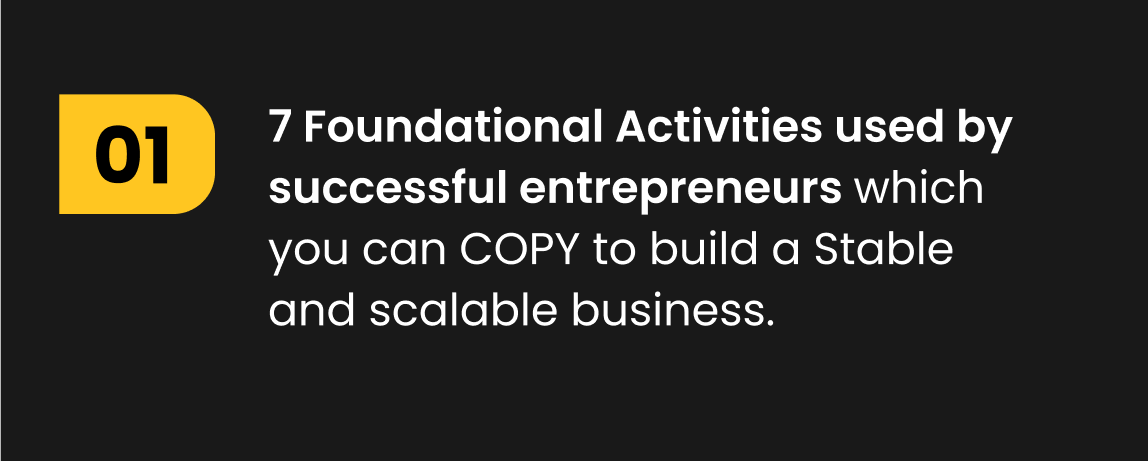 01
7 Foundational Activities used by
successful entrepreneurs which
you can COPY to build a Stable
and scalable business.